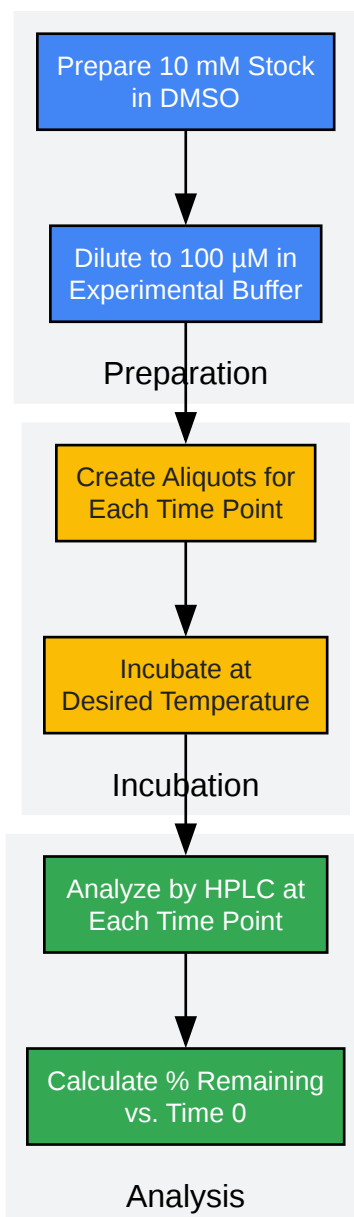 Prepare 10 mM Stock
in DMSO
Dilute to 100 µM in
Experimental Buffer
Preparation
Create Aliquots for
Each Time Point
Incubate at
Desired Temperature
Incubation
Analyze by HPLC at
Each Time Point
Calculate % Remaining
vs. Time 0
Analysis